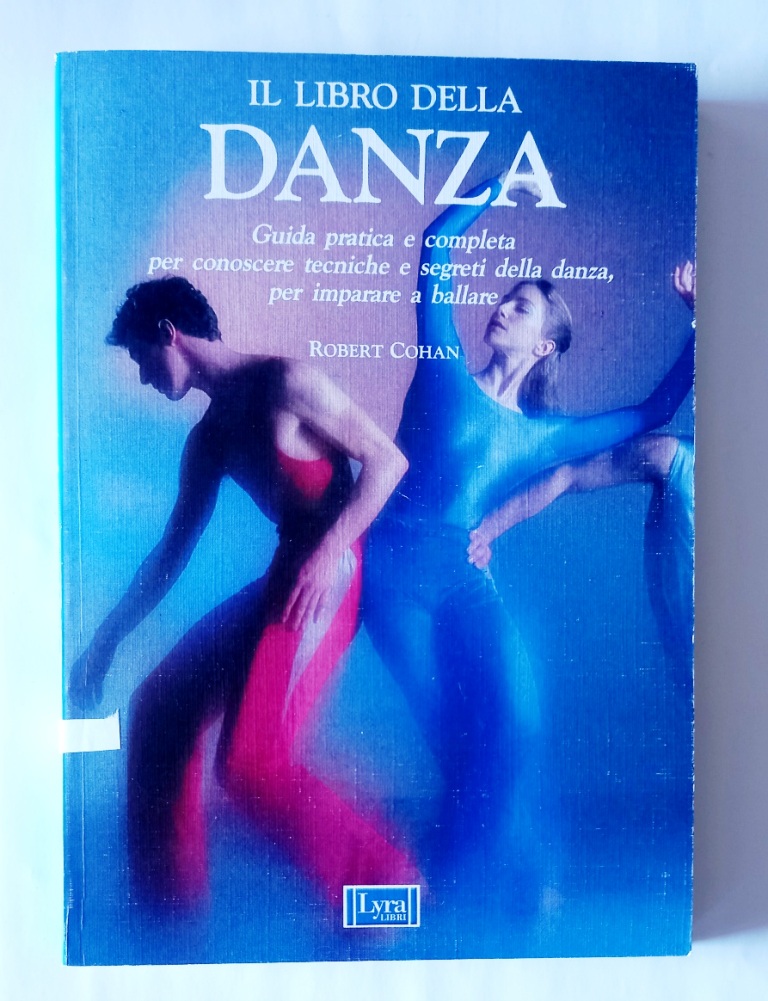 IL LIBRO DELLA
DANZA
Guida pratica e completa
per conoscere tecniche e segreti della danza,
per imparare a ballare
ROBERT COHAN
Lyra
LIBRI